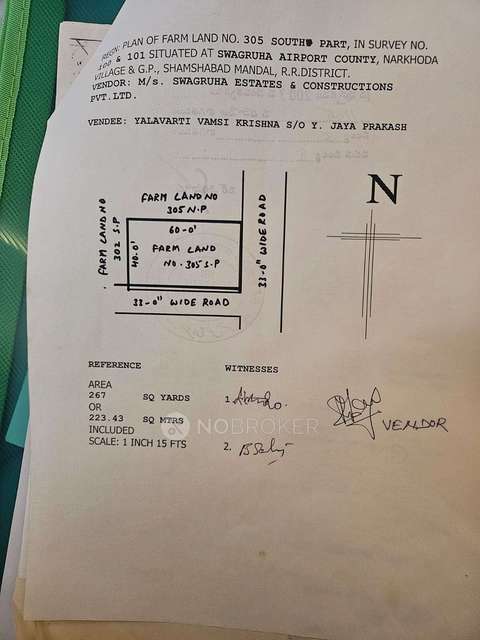 REGN: PLAN OF FARM LAND NO. 305 SOUTH PART, IN SURVEY NO.
100 & 101 SITUATED AT SWAGRUHA AIRPORT COUNTY, NARKHODA
VILLAGE & G.P., SHAMSHABAD MANDAL, R.R.DISTRICT.
VENDOR: M/s. SWAGRUHA ESTATES & CONSTRUCTIONS
PVT.LTD.
VENDEE: YALAVARTI VAMSI KRISHNA S/O Y. JAYA PRAKASH
FARM LAND NO
305 N.P
FARM LAND NO
302 S.P
60-0'
40.0'
FARM LAND
NO. 305 S.P
33-0" WIDE ROAD
33-0" WIDE ROAD
N
REFERENCE
WITNESSES
AREA
267 SQ YARDS
OR
223.43 SQ MTRS
INCLUDED
SCALE: 1 INCH 15 FTS
1.
2.
VENDOR
NOBROKER